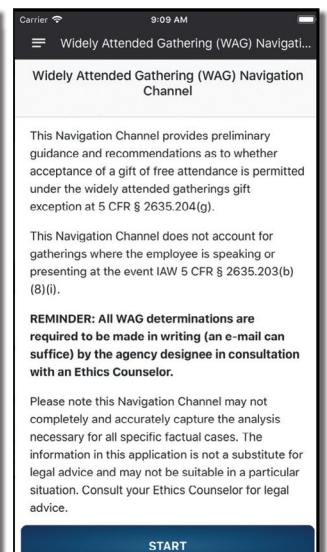 Carrier 9:09 AM
Widely Attended Gathering (WAG) Navigati...
Widely Attended Gathering (WAG) Navigation
Channel
This Navigation Channel provides preliminary
guidance and recommendations as to whether
acceptance of a gift of free attendance is permitted
under the widely attended gatherings gift
exception at 5 CFR § 2635.204(g).
This Navigation Channel does not account for
gatherings where the employee is speaking or
presenting at the event IAW 5 CFR § 2635.203(b)
(8)(i).
REMINDER: All WAG determinations are
required to be made in writing (an e-mail can
suffice) by the agency designee in consultation
with an Ethics Counselor.
Please note this Navigation Channel may not
completely and accurately capture the analysis
necessary for all specific factual cases. The
information in this application is not a substitute for
legal advice and may not be suitable in a particular
situation. Consult your Ethics Counselor for legal
advice.
START